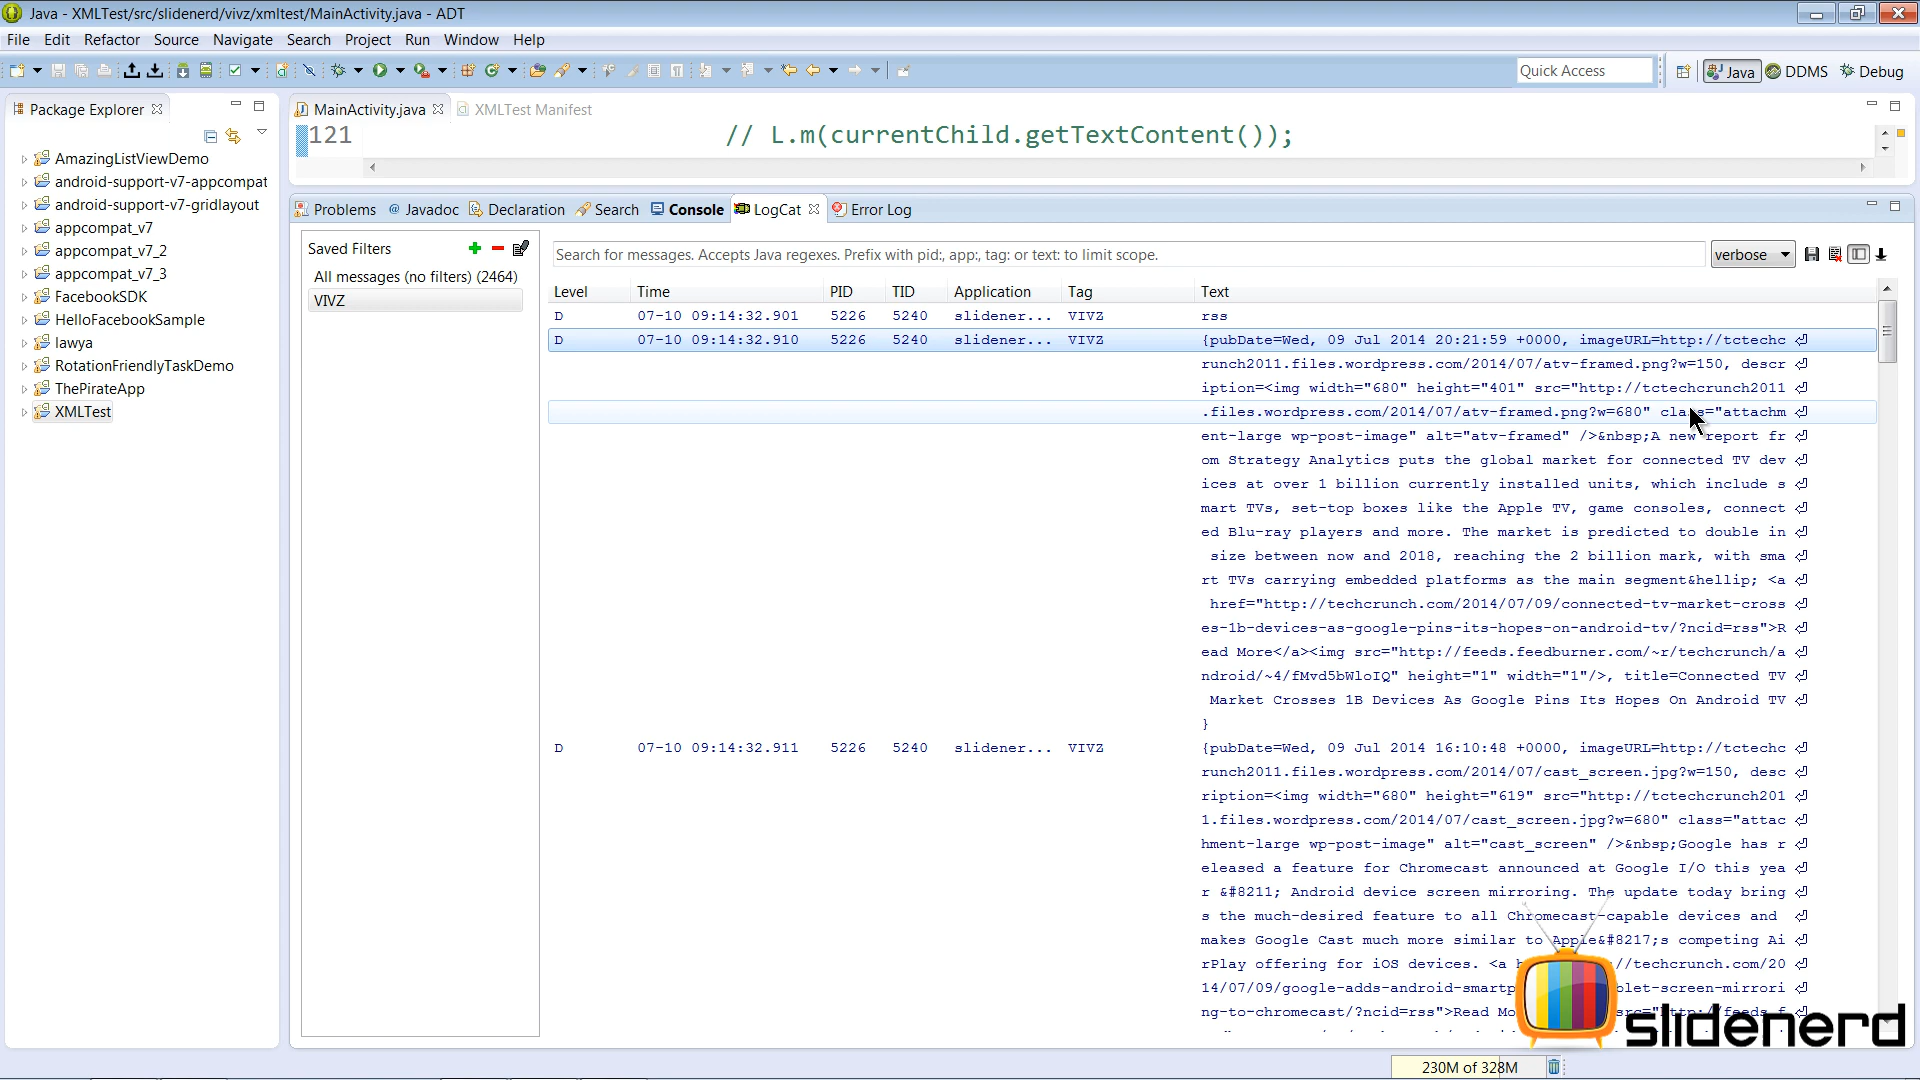 Java - XMLTest/src/slidenerd/vivz/xmltest/MainActivity.java - ADT
File Edit Refactor Source Navigate Search Project Run Window Help
Quick Access Java DDMS Debug
Package Explorer
AmazingListViewDemo
android-support-v7-appcompat
android-support-v7-gridlayout
appcompat_v7
appcompat_v7_2
appcompat_v7_3
FacebookSDK
HelloFacebookSample
lawya
RotationFriendlyTaskDemo
ThePirateApp
XMLTest
MainActivity.java XMLTest Manifest
121 // L.m(currentChild.getTextContent());
Problems @ Javadoc Declaration Search Console LogCat Error Log
Saved Filters
All messages (no filters) (2464)
VIVZ
Search for messages. Accepts Java regexes. Prefix with pid:, app:, tag: or text: to limit scope.
verbose
Level Time PID TID Application Tag Text
D 07-10 09:14:32.901 5226 5240 slidener... VIVZ rss
D 07-10 09:14:32.910 5226 5240 slidener... VIVZ {pubDate=Wed, 09 Jul 2014 20:21:59 +0000, imageURL=http://tctechc
runch2011.files.wordpress.com/2014/07/atv-framed.png?w=150, descr
iption=<img width="680" height="401" src="http://tctechcrunch2011
.files.wordpress.com/2014/07/atv-framed.png?w=680" class="attachm
ent-large wp-post-image" alt="atv-framed" />&nbsp;A new report fr
om Strategy Analytics puts the global market for connected TV dev
ices at over 1 billion currently installed units, which include s
mart TVs, set-top boxes like the Apple TV, game consoles, connect
ed Blu-ray players and more. The market is predicted to double in
size between now and 2018, reaching the 2 billion mark, with sma
rt TVs carrying embedded platforms as the main segment&hellip; <a
href="http://techcrunch.com/2014/07/09/connected-tv-market-cross
es-1b-devices-as-google-pins-its-hopes-on-android-tv/?ncid=rss">R
ead More</a><img src="http://feeds.feedburner.com/~r/techcrunch/a
ndroid/~4/fMvd5bWloIQ" height="1" width="1"/>, title=Connected TV
Market Crosses 1B Devices As Google Pins Its Hopes On Android TV
}
D 07-10 09:14:32.911 5226 5240 slidener... VIVZ {pubDate=Wed, 09 Jul 2014 16:10:48 +0000, imageURL=http://tctechc
runch2011.files.wordpress.com/2014/07/cast_screen.jpg?w=150, desc
ription=<img width="680" height="619" src="http://tctechcrunch201
1.files.wordpress.com/2014/07/cast_screen.jpg?w=680" class="attac
hment-large wp-post-image" alt="cast_screen" />&nbsp;Google has r
eleased a feature for Chromecast announced at Google I/O this yea
r &#8211; Android device screen mirroring. The update today bring
s the much-desired feature to all Chromecast-capable devices and
makes Google Cast much more similar to Apple&#8217;s competing Ai
rPlay offering for iOS devices. <a h //techcrunch.com/20
14/07/09/google-adds-android-smartp blet-screen-mirrori
ng-to-chromecast/?ncid=rss">Read Mo
slidenerd
230M of 328M